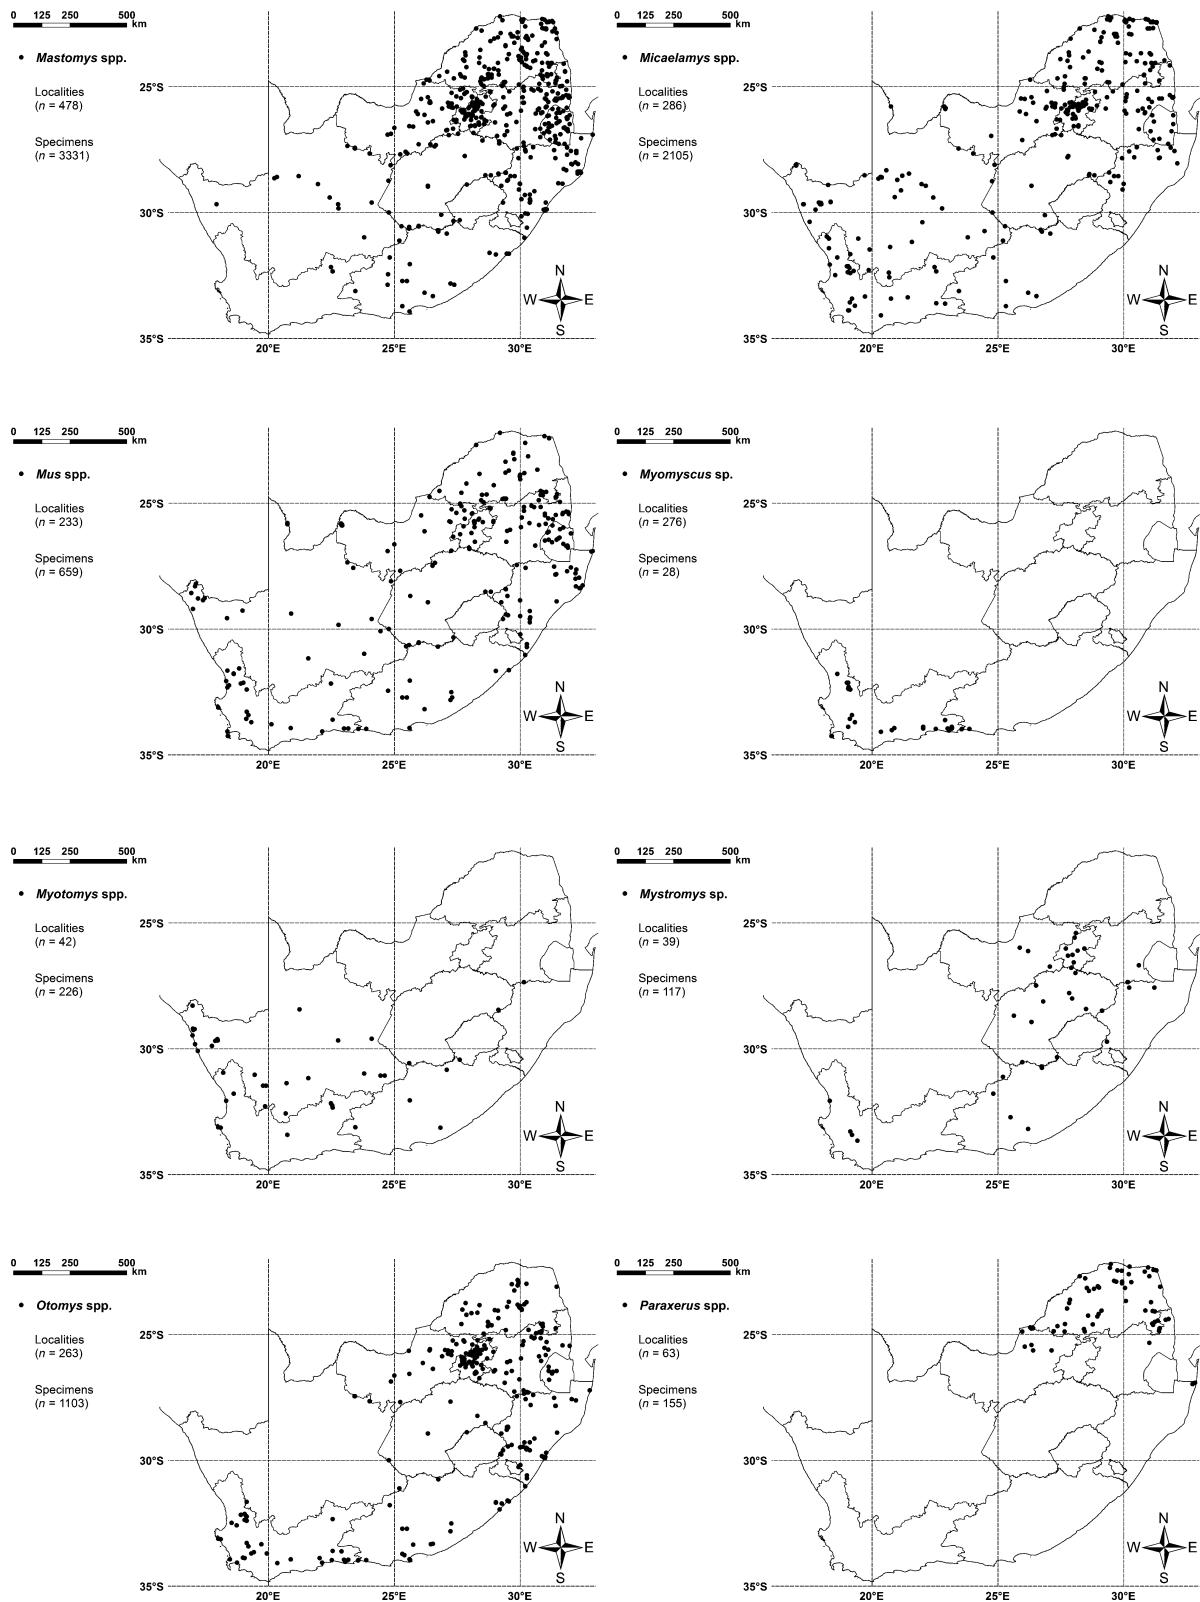 0 125 250 500
km
Mastomys spp.
Localities
(n = 478)
Specimens
(n = 3331)
25°S
30°S
35°S
20°E 25°E 30°E
N
W E
S
0 125 250 500
km
Micaelamys spp.
Localities
(n = 286)
Specimens
(n = 2105)
25°S
30°S
35°S
20°E 25°E 30°E
N
W E
S
0 125 250 500
km
Mus spp.
Localities
(n = 233)
Specimens
(n = 659)
25°S
30°S
35°S
20°E 25°E 30°E
N
W E
S
0 125 250 500
km
Myomyscus sp.
Localities
(n = 276)
Specimens
(n = 28)
25°S
30°S
35°S
20°E 25°E 30°E
N
W E
S
0 125 250 500
km
Myotomys spp.
Localities
(n = 42)
Specimens
(n = 226)
25°S
30°S
35°S
20°E 25°E 30°E
N
W E
S
0 125 250 500
km
Mystromys sp.
Localities
(n = 39)
Specimens
(n = 117)
25°S
30°S
35°S
20°E 25°E 30°E
N
W E
S
0 125 250 500
km
Otomys spp.
Localities
(n = 263)
Specimens
(n = 1103)
25°S
30°S
35°S
20°E 25°E 30°E
N
W E
S
0 125 250 500
km
Paraxerus spp.
Localities
(n = 63)
Specimens
(n = 155)
25°S
30°S
35°S
20°E 25°E 30°E
N
W E
S